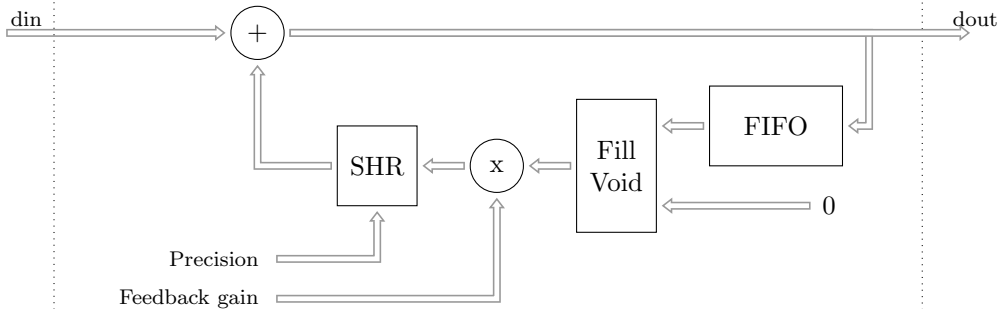 din
dout
+
FIFO
Fill
Void
SHR
x
0
Precision
Feedback gain